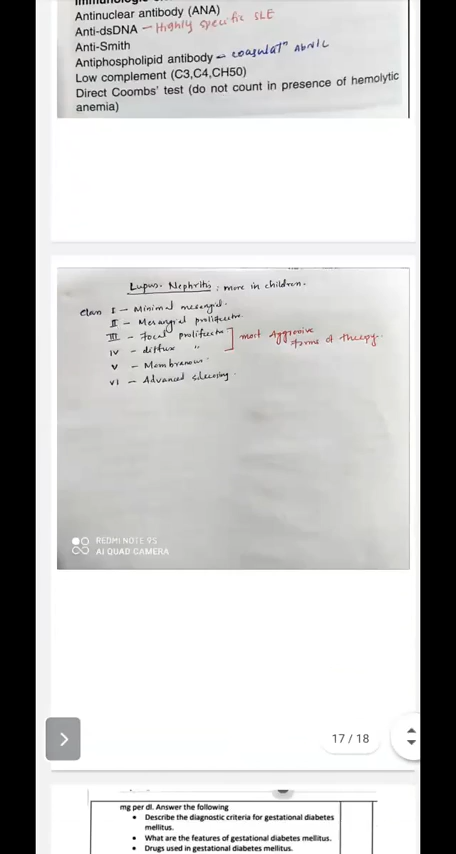 Antinuclear antibody (ANA)
Anti-dsDNA – Highly specific SLE
Anti-Smith
Antiphospholipid antibody – coagulatⁿ abn/L
Low complement (C3,C4,CH50)
Direct Coombs' test (do not count in presence of hemolytic
anemia)
Lupus. Nephritis : more in children.
Class I – Minimal mesangial.
II – Mesangial proliferative
III – Focal proliferative
most Aggressive
forms of therapy.
IV – diffux "
V – Membranous.
VI – Advanced sclerosing.
REDMI NOTE 9S
AI QUAD CAMERA
17 / 18
mg per dl. Answer the following
• Describe the diagnostic criteria for gestational diabetes
mellitus.
• What are the features of gestational diabetes mellitus.
• Drugs used in gestational diabetes mellitus.